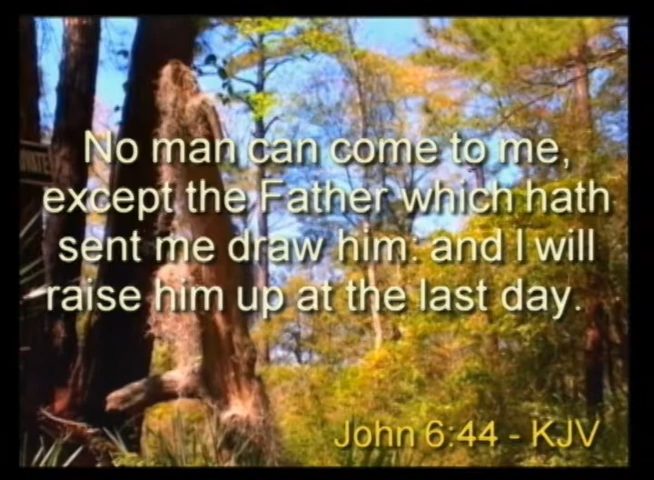 No man can come to me,
except the Father which hath
sent me draw him: and I will
raise him up at the last day.
John 6:44 - KJV